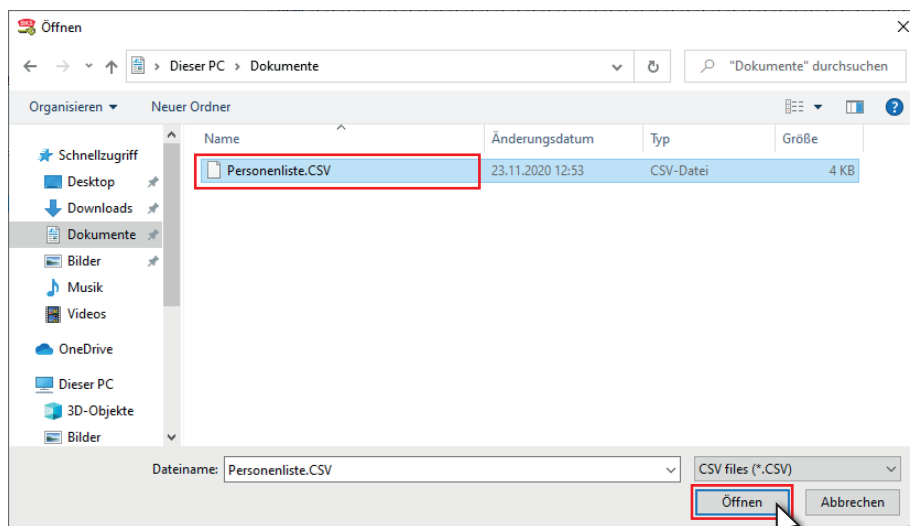 Öffnen
Dieser PC > Dokumente
"Dokumente" durchsuchen
Organisieren
Neuer Ordner
Name
Änderungsdatum
Typ
Größe
Personenliste.CSV
23.11.2020 12:53
CSV-Datei
4 KB
Schnellzugriff
Desktop
Downloads
Dokumente
Bilder
Musik
Videos
OneDrive
Dieser PC
3D-Objekte
Bilder
Dateiname: Personenliste.CSV
CSV files (*.CSV)
Öffnen
Abbrechen